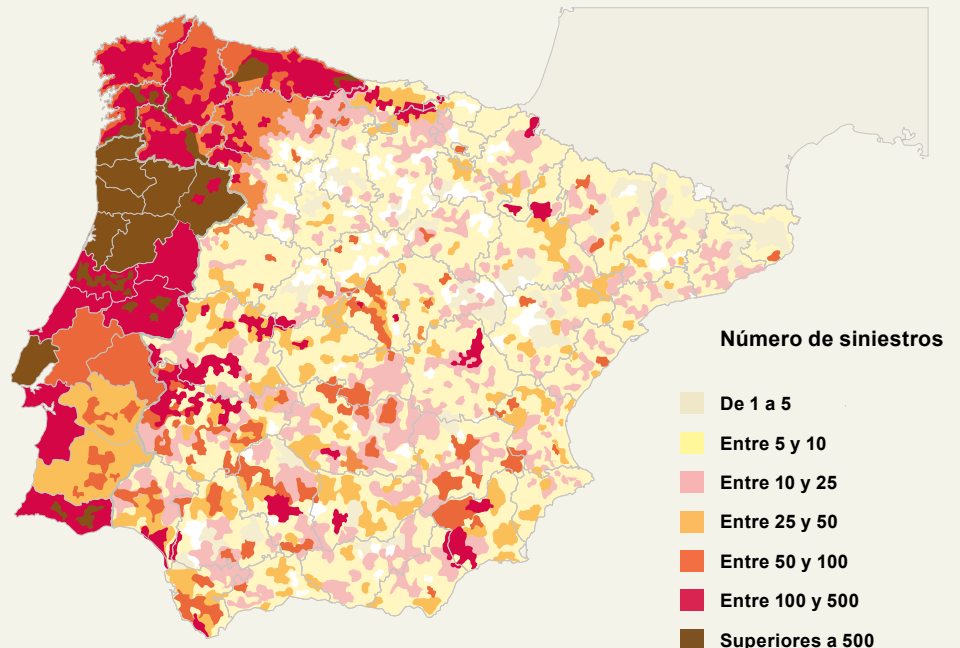 Número de siniestros
De 1 a 5
Entre 5 y 10
Entre 10 y 25
Entre 25 y 50
Entre 50 y 100
Entre 100 y 500
Superiores a 500